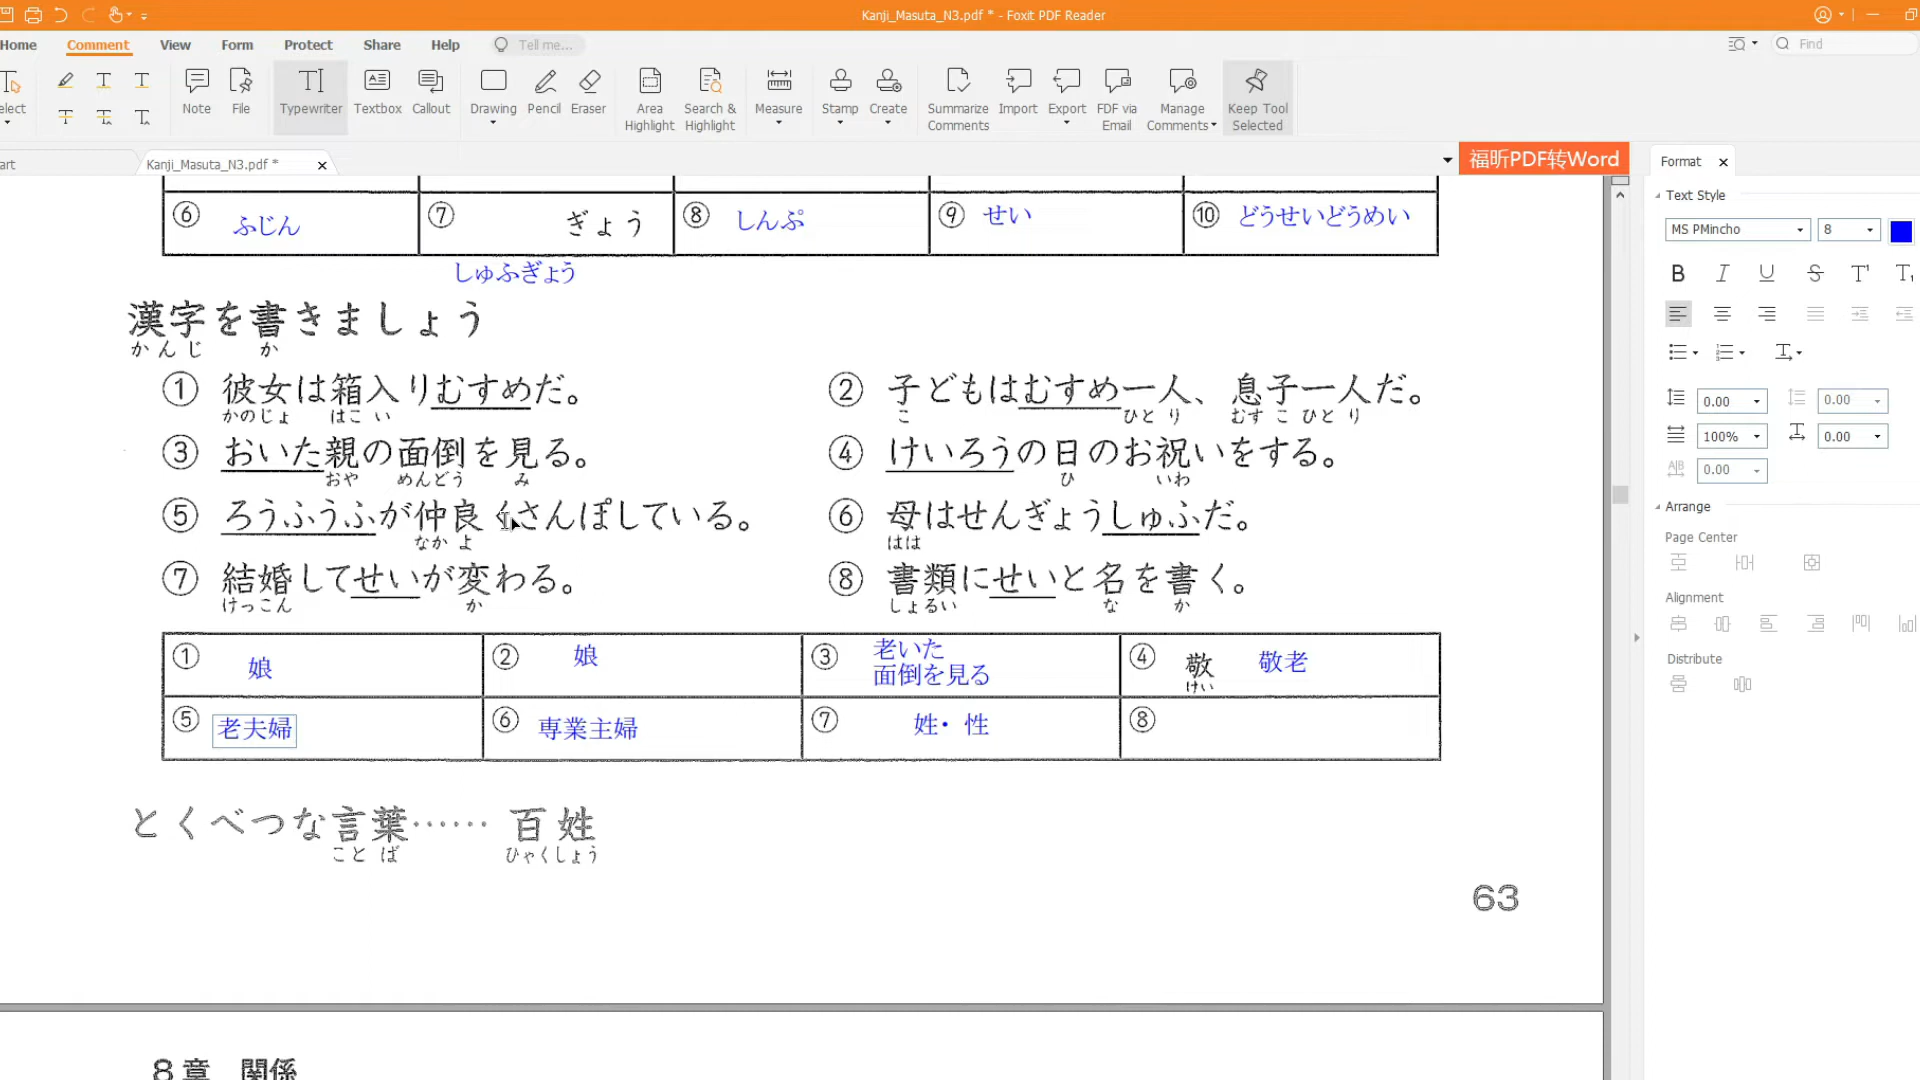 Kanji_Masuta_N3.pdf * - Foxit PDF Reader
Home Comment View Form Protect Share Help Tell me... Find
elect Note File Typewriter Textbox Callout Drawing Pencil Eraser Area Highlight Search & Highlight Measure Stamp Create Summarize Comments Import Export FDF via Email Manage Comments Keep Tool Selected
art Kanji_Masuta_N3.pdf * 福昕PDF转Word Format
⑥ ふじん ⑦ ぎょう ⑧ しんぷ ⑨ せい ⑩ どうせいどうめい
しゅふぎょう
漢字を書きましょう
かんじ か
① 彼女は箱入りむすめだ。 ② 子どもはむすめ一人、息子一人だ。
かのじょ はこ い こ ひと り むす こ ひと り
③ おいた親の面倒を見る。 ④ けいろうの日のお祝いをする。
おや めんどう み ひ いわ
⑤ ろうふうふが仲良くさんぽしている。 ⑥ 母はせんぎょうしゅふだ。
なか よ はは
⑦ 結婚してせいが変わる。 ⑧ 書類にせいと名を書く。
けっこん か しょるい な か
① 娘 ② 娘 ③ 老いた 面倒を見る ④ 敬 けい 敬老
⑤ 老夫婦 ⑥ 専業主婦 ⑦ 姓・性 ⑧
とくべつな言葉…… 百姓
ことば ひゃくしょう
63
8章 関係
Text Style
MS PMincho 8
B I U S T T
0.00 0.00
100% 0.00
0.00
Arrange
Page Center
Alignment
Distribute